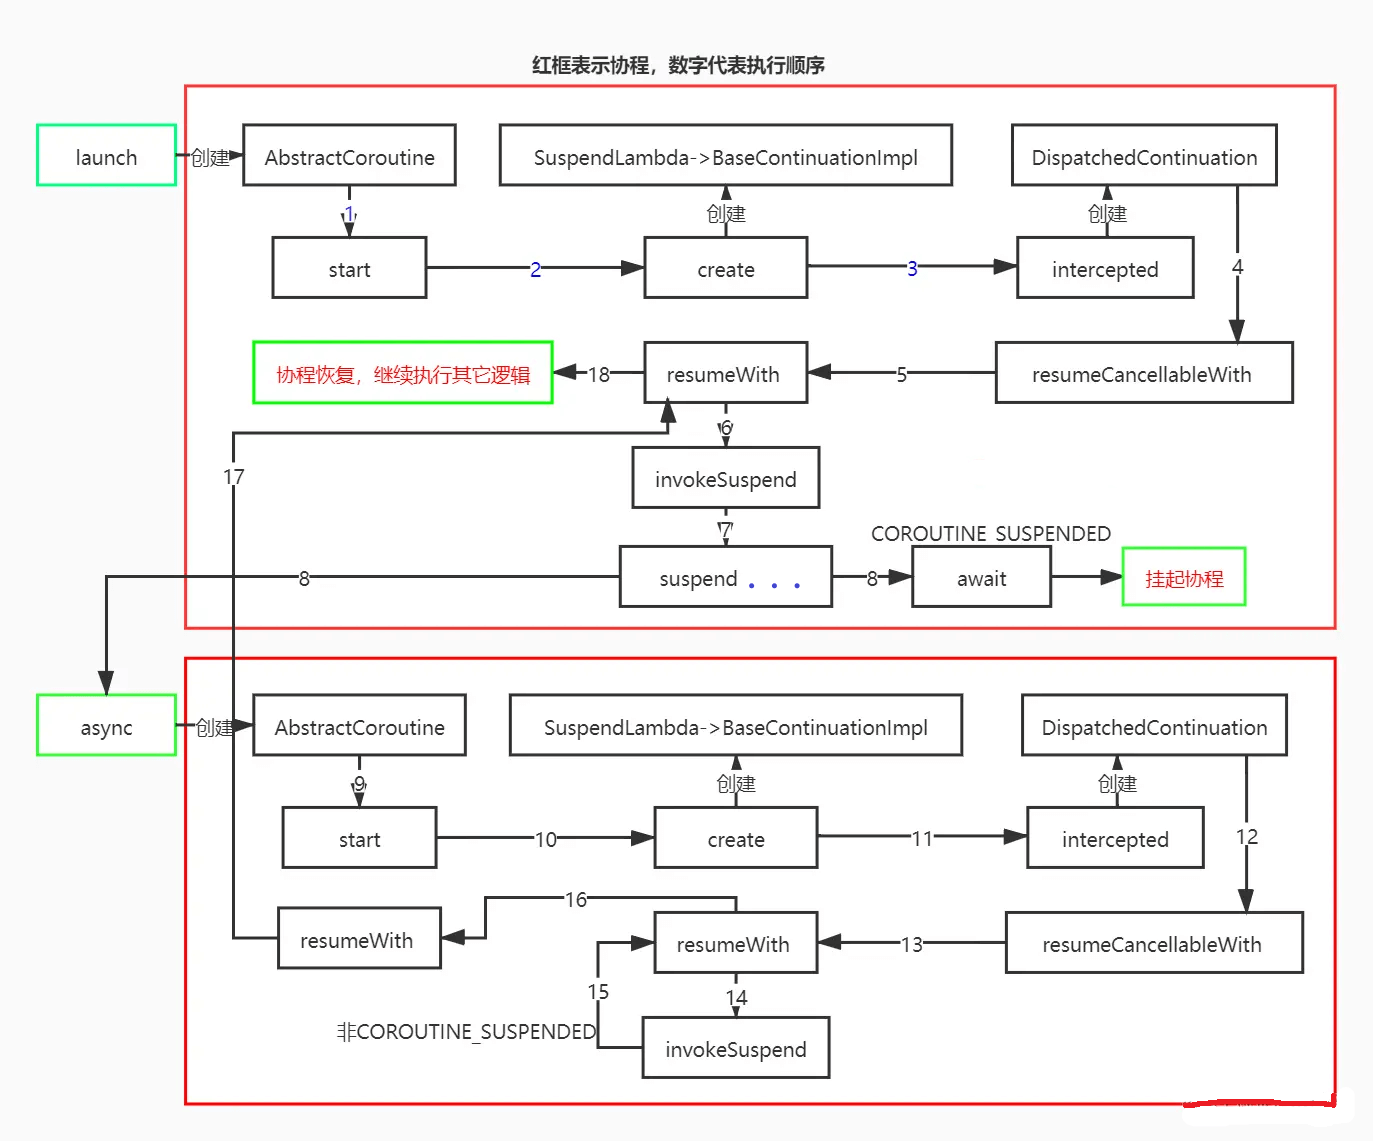 红框表示协程，数字代表执行顺序
launch
创建
AbstractCoroutine
SuspendLambda->BaseContinuationImpl
DispatchedContinuation
1
创建
创建
start
2
create
3
intercepted
4
协程恢复，继续执行其它逻辑
18
resumeWith
5
resumeCancellableWith
6
17
invokeSuspend
7
COROUTINE_SUSPENDED
8
suspend ...
8
await
挂起协程
async
创建
AbstractCoroutine
SuspendLambda->BaseContinuationImpl
DispatchedContinuation
9
创建
创建
start
10
create
11
intercepted
12
16
resumeWith
resumeWith
13
resumeCancellableWith
15
14
非COROUTINE_SUSPENDED
invokeSuspend